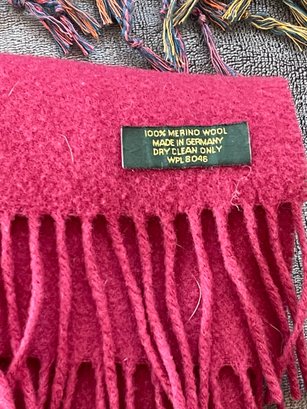 100% MERINO WOOL
MADE IN GERMANY
DRY CLEAN ONLY
WPL 8046